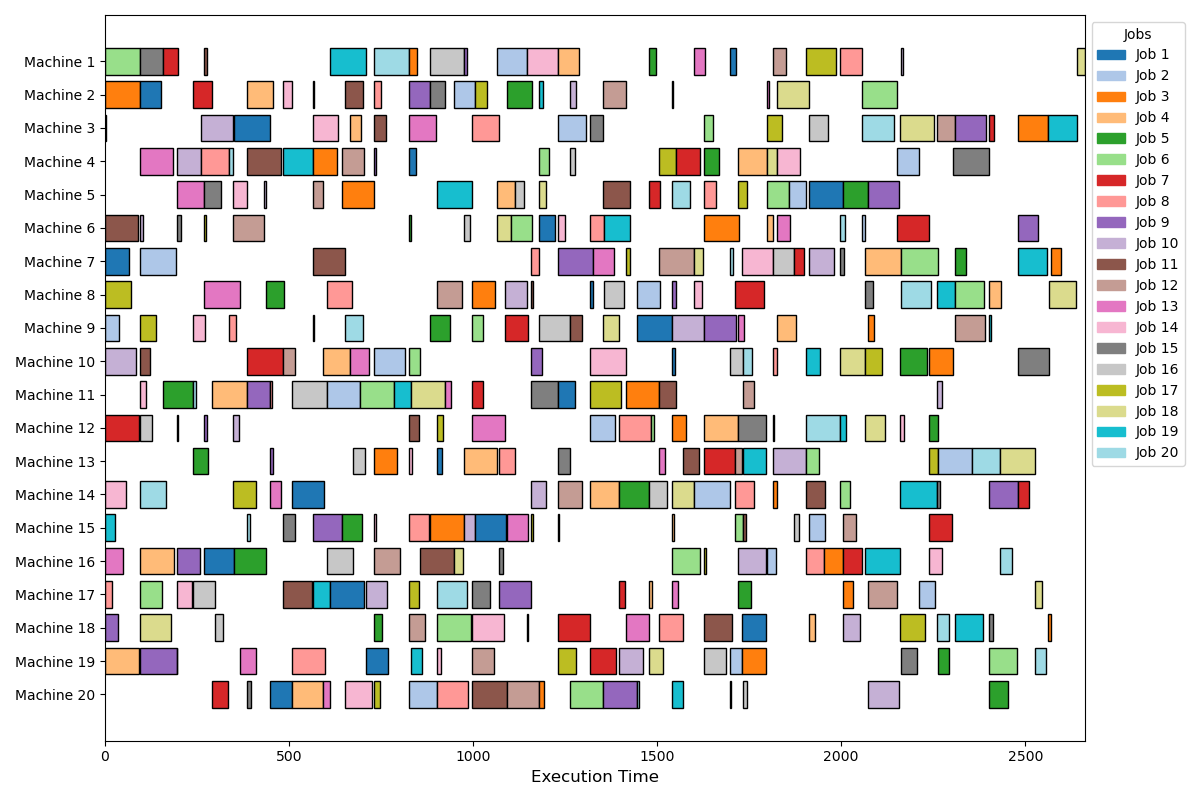 Machine 1
Machine 2
Machine 3
Machine 4
Machine 5
Machine 6
Machine 7
Machine 8
Machine 9
Machine 10
Machine 11
Machine 12
Machine 13
Machine 14
Machine 15
Machine 16
Machine 17
Machine 18
Machine 19
Machine 20
0 500 1000 1500 2000 2500
Execution Time
Jobs
Job 1
Job 2
Job 3
Job 4
Job 5
Job 6
Job 7
Job 8
Job 9
Job 10
Job 11
Job 12
Job 13
Job 14
Job 15
Job 16
Job 17
Job 18
Job 19
Job 20